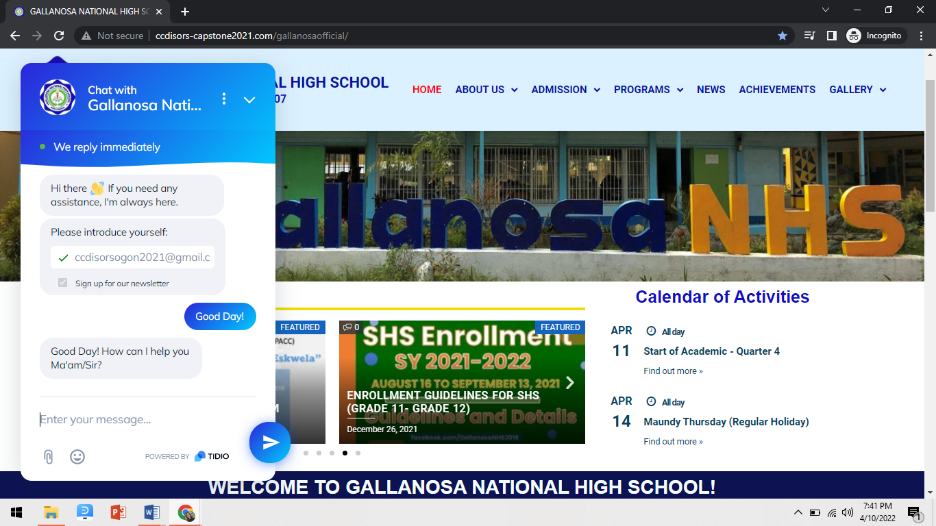 GALLANOSA NATIONAL HIGH SC
Not secure
ccdisors-capstone2021.com/gallanosaofficial/
Incognito
Chat with
Gallanosa Nati...
We reply immediately
Hi there 👋 If you need any
assistance, I'm always here.
Please introduce yourself:
ccdisorsogon2021@gmail.c
Sign up for our newsletter
Good Day!
Good Day! How can I help you
Ma'am/Sir?
Enter your message...
POWERED BY TIDIO
AL HIGH SCHOOL
07
HOME ABOUT US ADMISSION PROGRAMS NEWS ACHIEVEMENTS GALLERY
allanosa NHS
FEATURED
PACC)
Eskwela"
M
0
FEATURED
SHS Enrollment
SY 2021-2022
AUGUST 16 TO SEPTEMBER 13, 2021
ENROLLMENT GUIDELINES FOR SHS
(GRADE 11- GRADE 12)
Guidelines and Details
December 26, 2021
Calendar of Activities
APR
11
All day
Start of Academic - Quarter 4
Find out more »
APR
14
All day
Maundy Thursday (Regular Holiday)
Find out more »
WELCOME TO GALLANOSA NATIONAL HIGH SCHOOL!
7:41 PM
4/10/2022
1